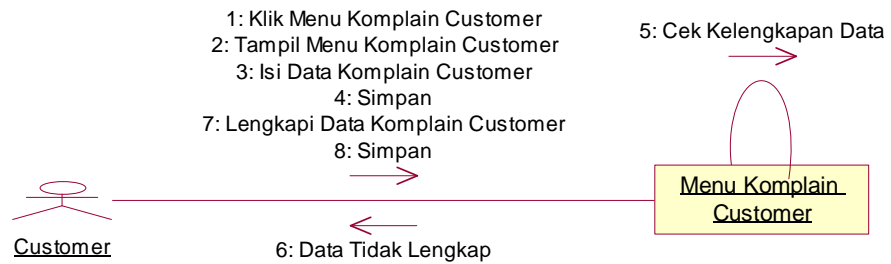 1: Klik Menu Komplain Customer
2: Tampil Menu Komplain Customer
3: Isi Data Komplain Customer
4: Simpan
7: Lengkapi Data Komplain Customer
8: Simpan
5: Cek Kelengkapan Data
Menu Komplain
Customer
Customer
6: Data Tidak Lengkap